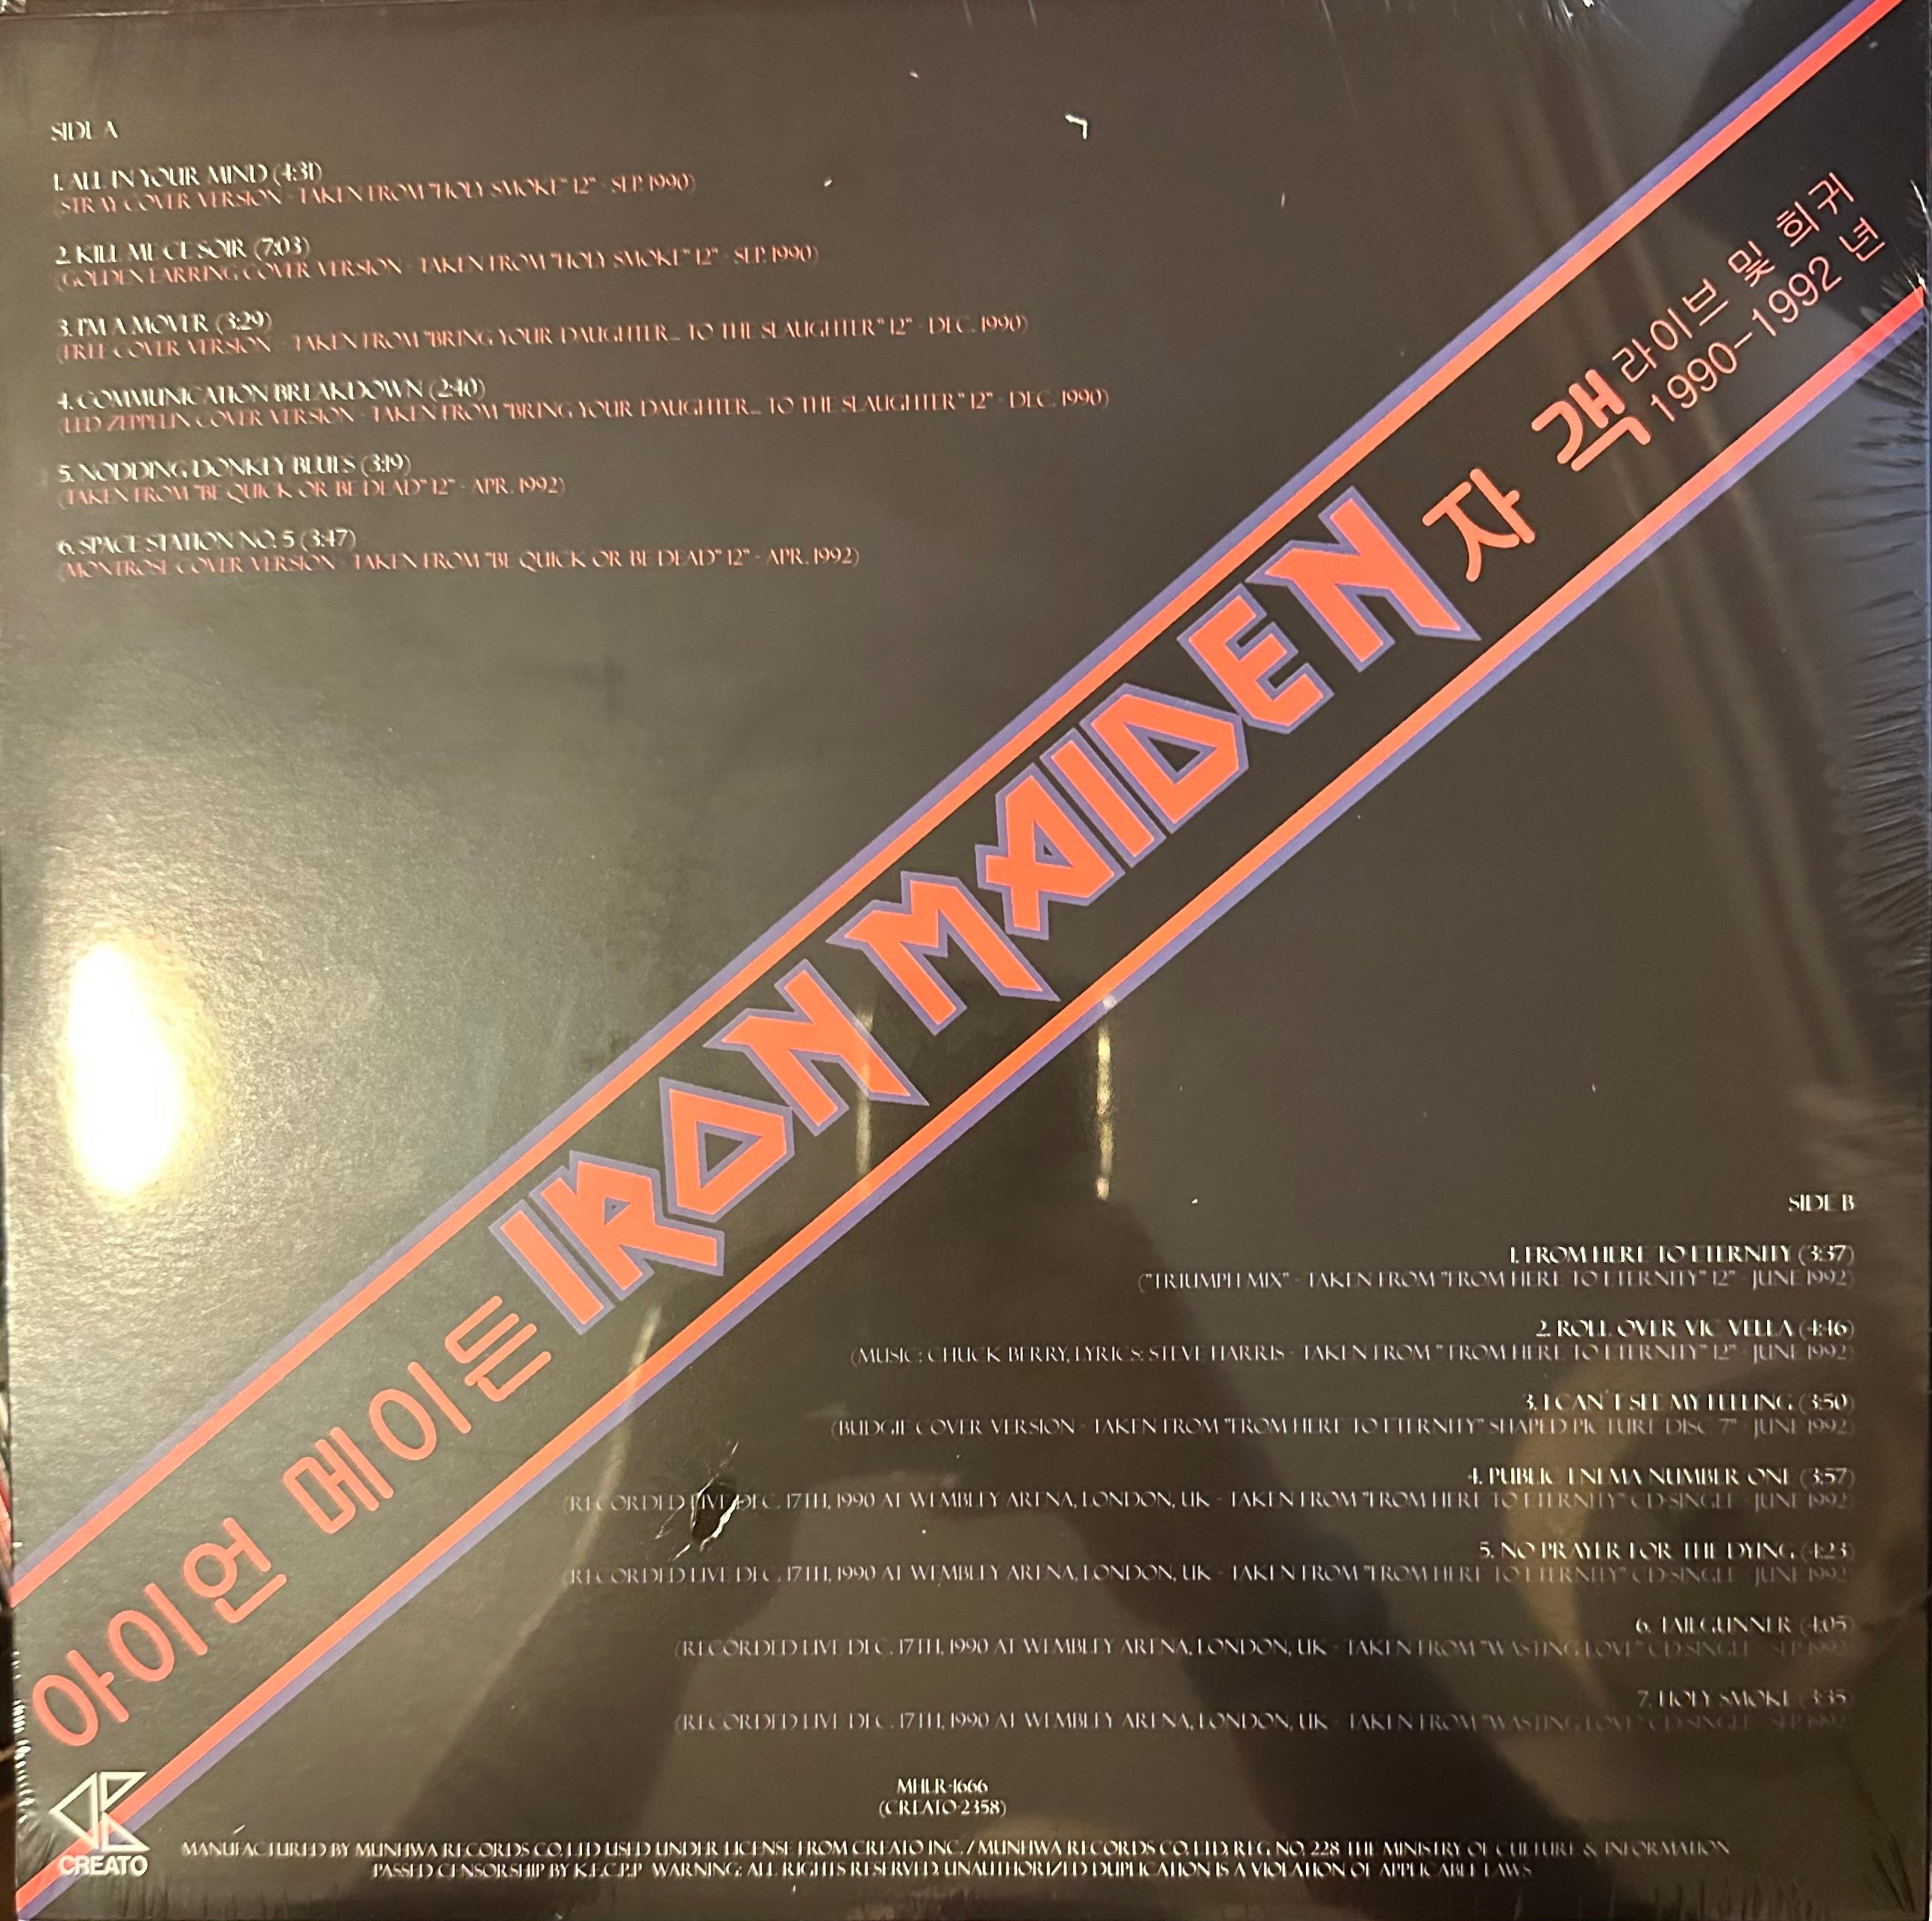 SIDE A
1. ALL IN YOUR MIND (4:31)
(STRAY COVER VERSION - TAKEN FROM "HOLY SMOKE" 12" - SEP. 1990)
2. KILL ME CE SOIR (7:03)
(GOLDEN EARRING COVER VERSION - TAKEN FROM "HOLY SMOKE" 12" - SEP. 1990)
3. I'M A MOVER (3:29)
(FREE COVER VERSION - TAKEN FROM "BRING YOUR DAUGHTER... TO THE SLAUGHTER" 12" - DEC. 1990)
4. COMMUNICATION BREAKDOWN (2:40)
(LED ZEPPELIN COVER VERSION - TAKEN FROM "BRING YOUR DAUGHTER... TO THE SLAUGHTER" 12" - DEC. 1990)
5. NODDING DONKEY BLUES (3:19)
(TAKEN FROM "BE QUICK OR BE DEAD" 12" - APR. 1992)
6. SPACE STATION NO. 5 (3:47)
(MONTROSE COVER VERSION - TAKEN FROM "BE QUICK OR BE DEAD" 12" - APR. 1992)
아이언 메이든 IRON MAIDEN 자객
라이브 및 희귀
1990-1992 년
SIDE B
1. FROM HERE TO ETERNITY (3:37)
("TRIUMPH MIX" - TAKEN FROM "FROM HERE TO ETERNITY" 12" - JUNE 1992)
2. ROLL OVER VIC VELLA (4:46)
(MUSIC: CHUCK BERRY, LYRICS: STEVE HARRIS - TAKEN FROM "FROM HERE TO ETERNITY" 12" - JUNE 1992)
3. I CAN'T SEE MY FEELING (3:50)
(BUDGIE COVER VERSION - TAKEN FROM "FROM HERE TO ETERNITY" SHAPED PICTURE DISC 7" - JUNE 1992)
4. PUBLIC ENEMA NUMBER ONE (3:57)
(RECORDED LIVE DEC. 17TH, 1990 AT WEMBLEY ARENA, LONDON, UK - TAKEN FROM "FROM HERE TO ETERNITY" CD-SINGLE - JUNE 1992)
5. NO PRAYER FOR THE DYING (4:23)
(RECORDED LIVE DEC. 17TH, 1990 AT WEMBLEY ARENA, LONDON, UK - TAKEN FROM "FROM HERE TO ETERNITY" CD-SINGLE - JUNE 1992)
6. TAILGUNNER (4:05)
(RECORDED LIVE DEC. 17TH, 1990 AT WEMBLEY ARENA, LONDON, UK - TAKEN FROM "WASTING LOVE" CD-SINGLE - SEP. 1992)
7. HOLY SMOKE (3:35)
(RECORDED LIVE DEC. 17TH, 1990 AT WEMBLEY ARENA, LONDON, UK - TAKEN FROM "WASTING LOVE" CD-SINGLE - SEP. 1992)
MHLR-1666
(CREATO-2358)
CREATO
MANUFACTURED BY MUNHWA RECORDS CO. LTD USED UNDER LICENSE FROM CREATO INC. / MUNHWA RECORDS CO. LTD, REG. NO. 228 THE MINISTRY OF CULTURE & INFORMATION
PASSED CENSORSHIP BY K.F.C.P.P WARNING: ALL RIGHTS RESERVED. UNAUTHORIZED DUPLICATION IS A VIOLATION OF APPLICABLE LAWS